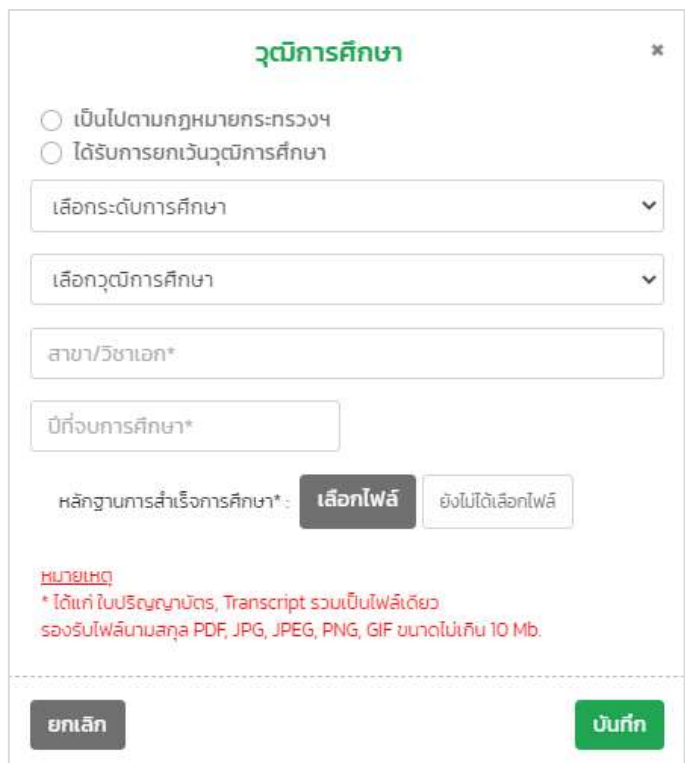 วุฒิการศึกษา ×
เป็นไปตามกฎหมายกระทรวงฯ
ได้รับการยกเว้นวุฒิการศึกษา
เลือกระดับการศึกษา
เลือกวุฒิการศึกษา
สาขา/วิชาเอก*
ปีที่จบการศึกษา*
หลักฐานการสำเร็จการศึกษา* : เลือกไฟล์ ยังไม่ได้เลือกไฟล์
หมายเหตุ
* ได้แก่ ใบปริญญาบัตร, Transcript รวมเป็นไฟล์เดียว
รองรับไฟล์นามสกุล PDF, JPG, JPEG, PNG, GIF ขนาดไม่เกิน 10 Mb.
ยกเลิก บันทึก